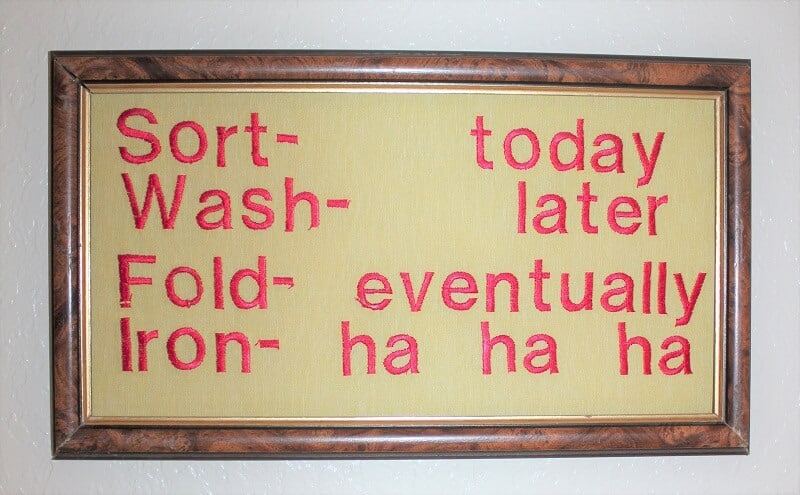 Sort- today
Wash- later
Fold- eventually
Iron- ha ha ha